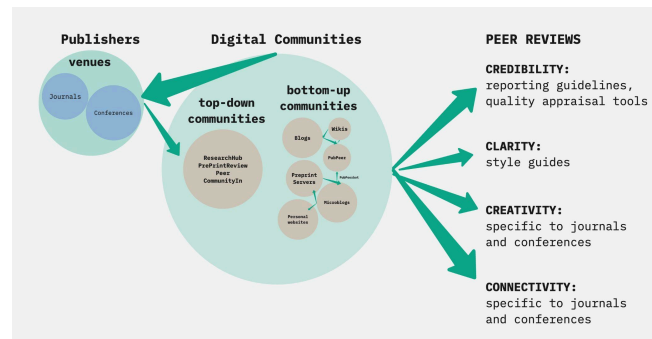 Publishers
Digital Communities
PEER REVIEWS
venues
Journals
Conferences
top-down
communities
ResearchHub
PrePrintReview
Peer
CommunityIn
bottom-up
communities
Blogs
Wikis
PubPeer
Preprint
Servers
Microblogs
Personal
websites
CREDIBILITY:
reporting guidelines,
quality appraisal tools
CLARITY:
style guides
CREATIVITY:
specific to journals
and conferences
CONNECTIVITY:
specific to journals
and conferences